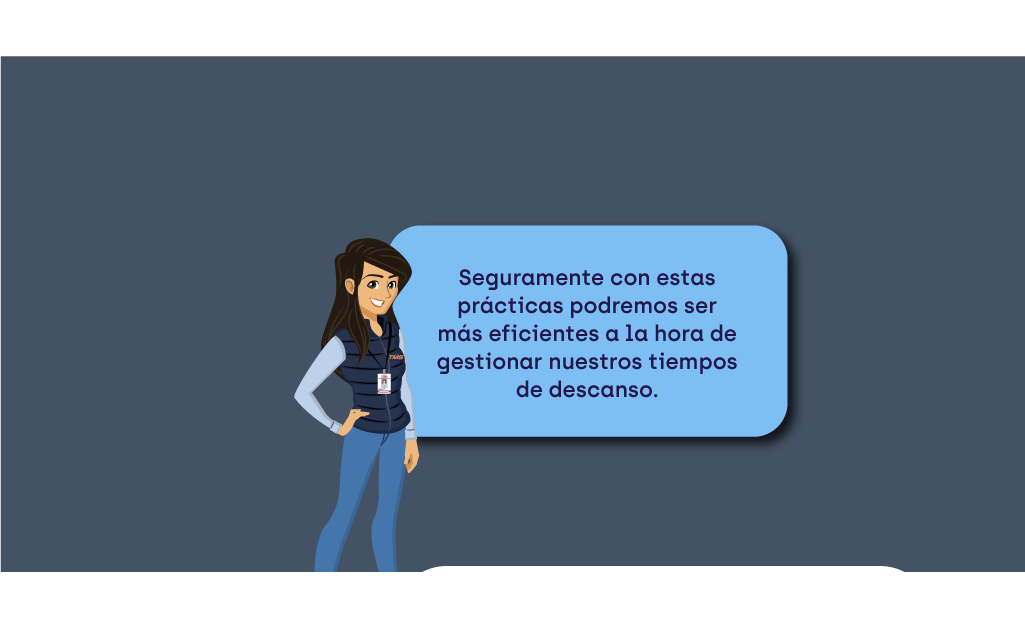 Seguramente con estas
prácticas podremos ser
más eficientes a la hora de
gestionar nuestros tiempos
de descanso.